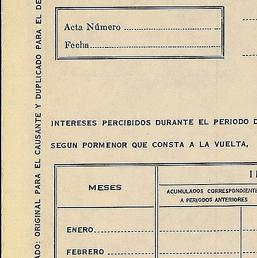 Acta Número
Fecha
INTERESES PERCIBIDOS DURANTE EL PERIODO
SEGUN PORMENOR QUE CONSTA A LA VUELTA,
MESES
ACUMULADOS CORRESPONDIENTE
A PERIODOS ANTERIORES
ENERO
FEBRERO
ADO: ORIGINAL PARA EL CAUSANTE Y DUPLICADO PARA EL DE